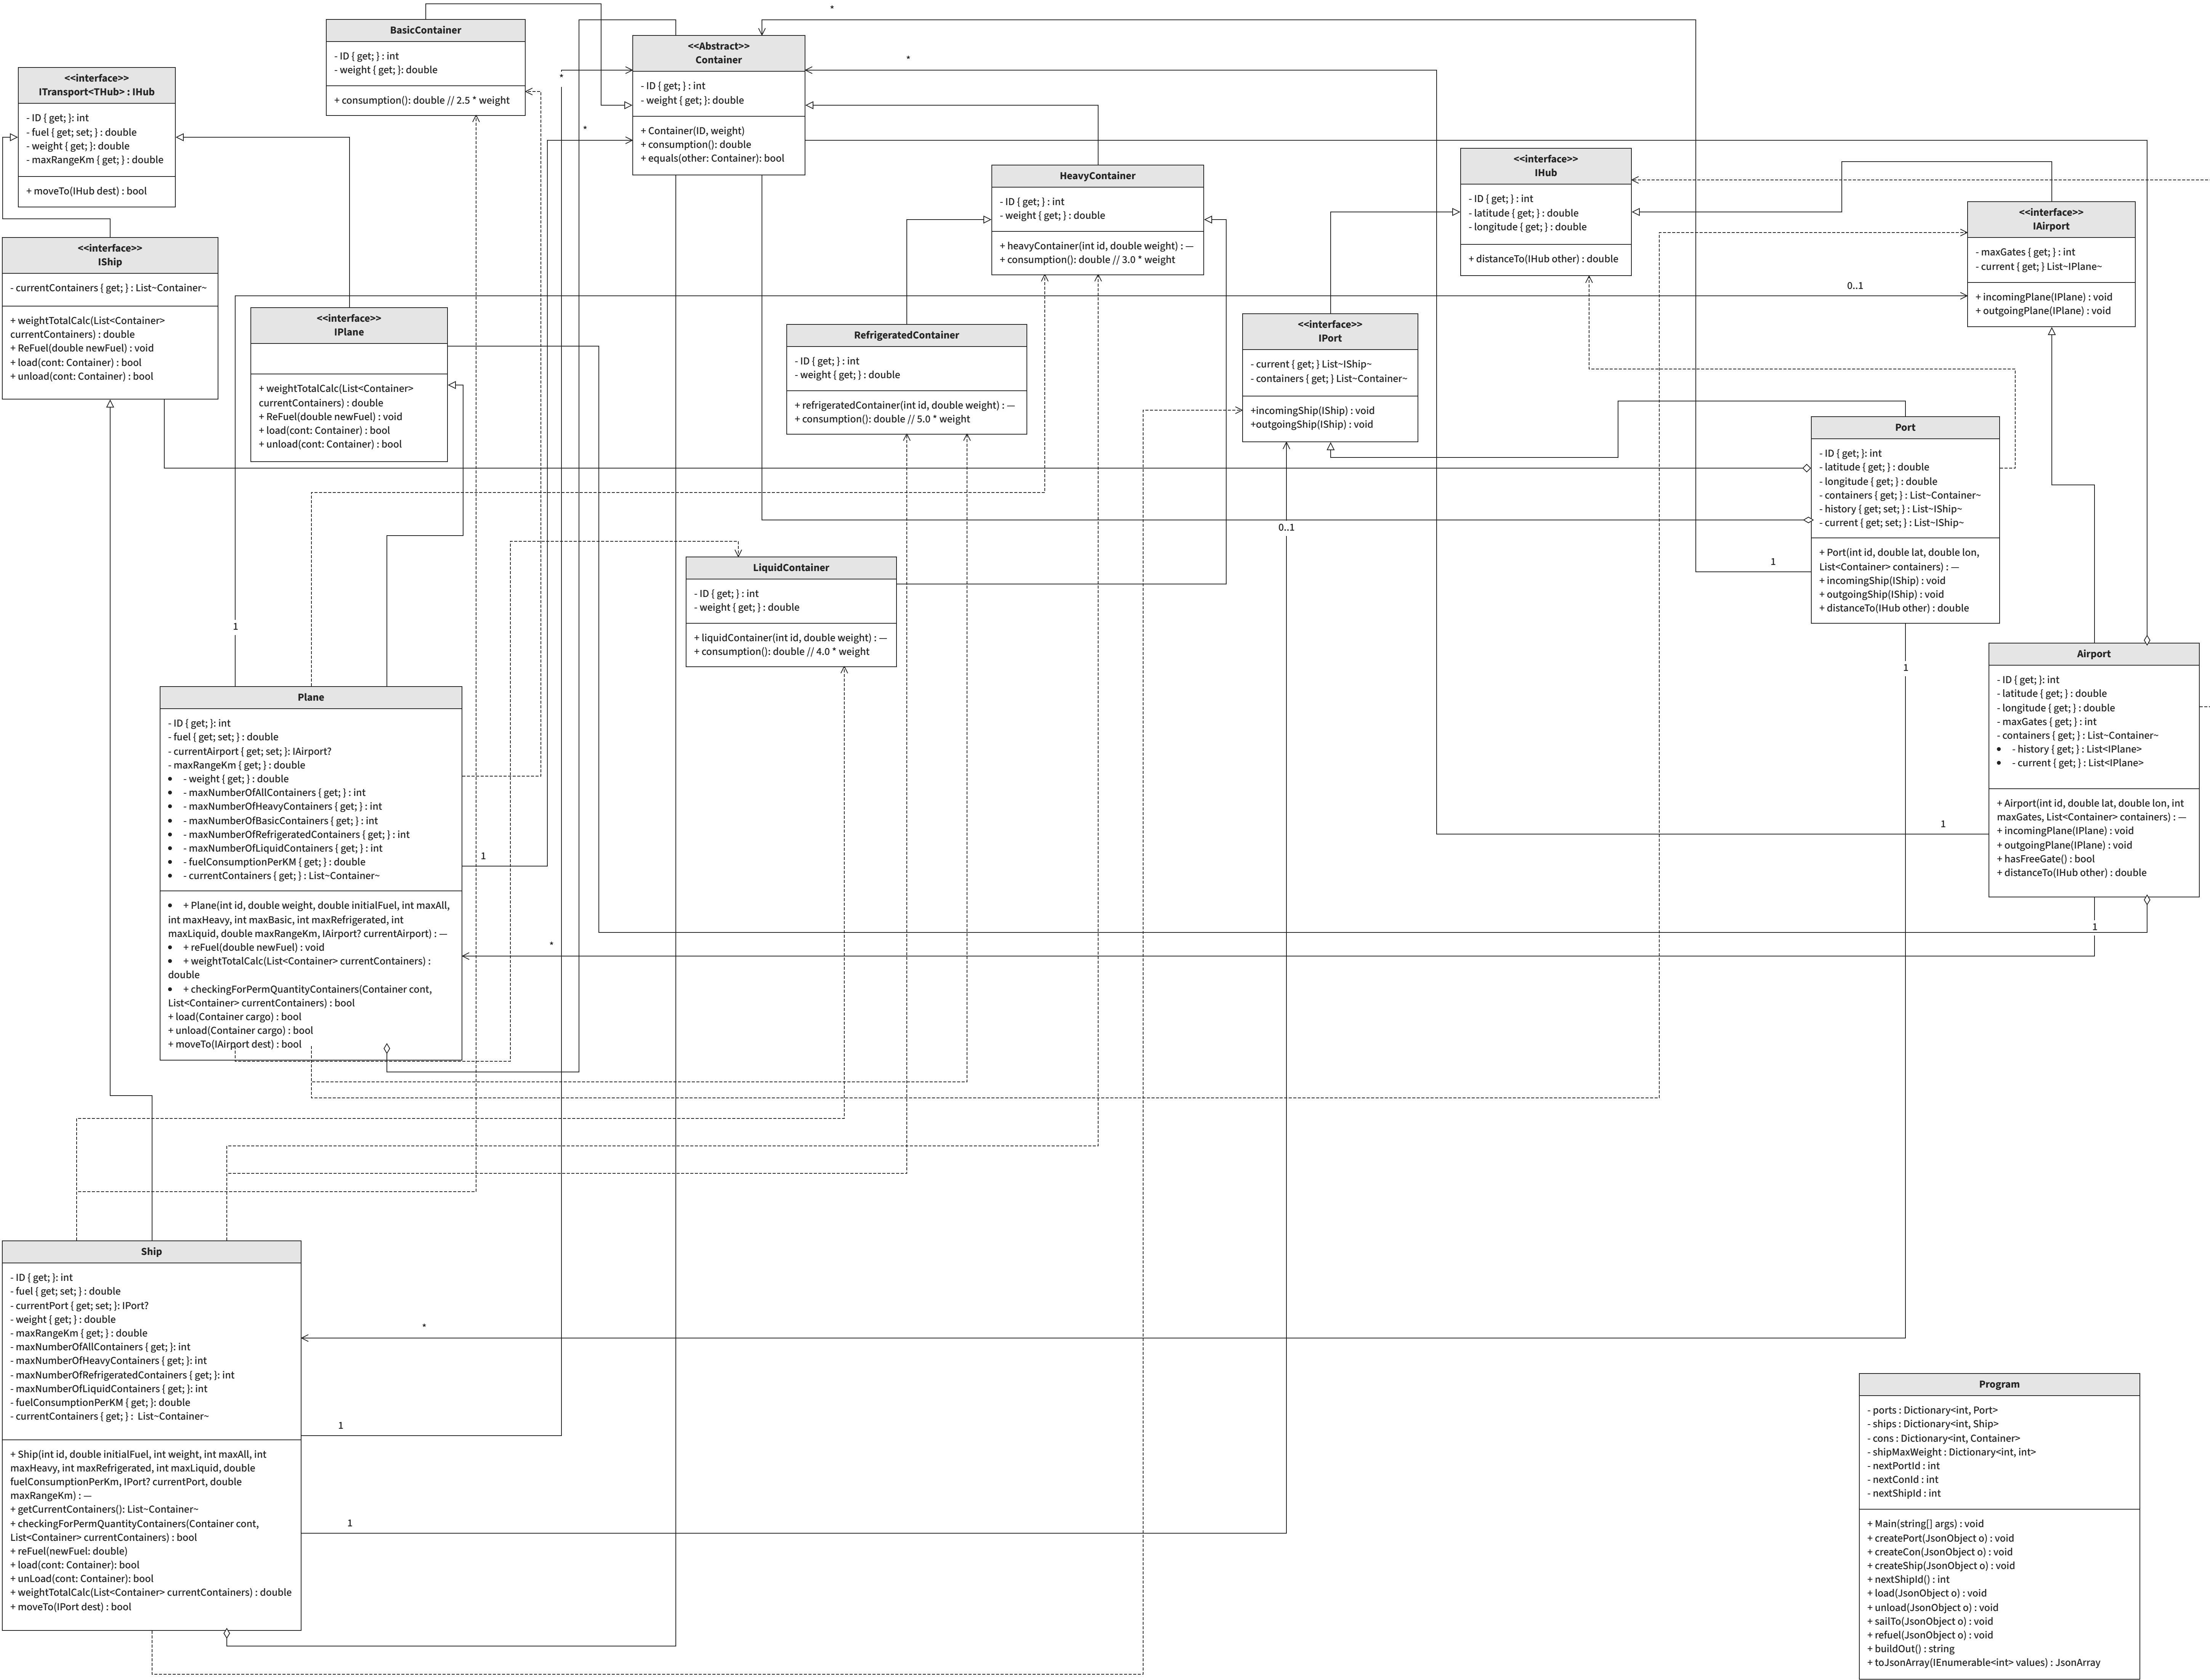 BasicContainer
- ID { get; } : int
- weight { get; }: double
+ consumption(): double // 2.5 * weight
<<Abstract>>
Container
- ID { get; } : int
- weight { get; }: double
+ Container(ID, weight)
+ consumption(): double
+ equals(other: Container): bool
*
*
*
*
<<interface>>
ITransport<THub> : IHub
- ID { get; }: int
- fuel { get; set; } : double
- weight { get; }: double
- maxRangeKm { get; } : double
+ moveTo(IHub dest) : bool
HeavyContainer
- ID { get; } : int
- weight { get; } : double
+ heavyContainer(int id, double weight) : —
+ consumption(): double // 3.0 * weight
<<interface>>
IHub
- ID { get; } : int
- latitude { get; } : double
- longitude { get; } : double
+ distanceTo(IHub other) : double
<<interface>>
IAirport
- maxGates { get; } : int
- current { get; } List~IPlane~
+ incomingPlane(IPlane) : void
+ outgoingPlane(IPlane) : void
0..1
<<interface>>
IShip
- currentContainers { get; } : List~Container~
+ weightTotalCalc(List<Container>
currentContainers) : double
+ ReFuel(double newFuel) : void
+ load(cont: Container) : bool
+ unload(cont: Container) : bool
<<interface>>
IPlane
+ weightTotalCalc(List<Container>
currentContainers) : double
+ ReFuel(double newFuel) : void
+ load(cont: Container) : bool
+ unload(cont: Container) : bool
RefrigeratedContainer
- ID { get; } : int
- weight { get; } : double
+ refrigeratedContainer(int id, double weight) : —
+ consumption(): double // 5.0 * weight
<<interface>>
IPort
- current { get; } List~IShip~
- containers { get; } List~Container~
+incomingShip(IShip) : void
+outgoingShip(IShip) : void
0..1
Port
- ID { get; }: int
- latitude { get; } : double
- longitude { get; } : double
- containers { get; } : List~Container~
- history { get; set; } : List~IShip~
- current { get; set; } : List~IShip~
+ Port(int id, double lat, double lon,
List<Container> containers) : —
+ incomingShip(IShip) : void
+ outgoingShip(IShip) : void
+ distanceTo(IHub other) : double
1
1
LiquidContainer
- ID { get; } : int
- weight { get; } : double
+ liquidContainer(int id, double weight) : —
+ consumption(): double // 4.0 * weight
1
Airport
- ID { get; }: int
- latitude { get; } : double
- longitude { get; } : double
- maxGates { get; } : int
- containers { get; } : List~Container~
• - history { get; } : List<IPlane>
• - current { get; } : List<IPlane>
+ Airport(int id, double lat, double lon, int
maxGates, List<Container> containers) : —
+ incomingPlane(IPlane) : void
+ outgoingPlane(IPlane) : void
+ hasFreeGate() : bool
+ distanceTo(IHub other) : double
1
1
Plane
- ID { get; }: int
- fuel { get; set; } : double
- currentAirport { get; set; }: IAirport?
- maxRangeKm { get; } : double
• - weight { get; } : double
• - maxNumberOfAllContainers { get; } : int
• - maxNumberOfHeavyContainers { get; } : int
• - maxNumberOfBasicContainers { get; } : int
• - maxNumberOfRefrigeratedContainers { get; } : int
• - maxNumberOfLiquidContainers { get; } : int
• - fuelConsumptionPerKM { get; } : double
• - currentContainers { get; } : List~Container~
• + Plane(int id, double weight, double initialFuel, int maxAll,
int maxHeavy, int maxBasic, int maxRefrigerated, int
maxLiquid, double maxRangeKm, IAirport? currentAirport) : —
• + reFuel(double newFuel) : void
• + weightTotalCalc(List<Container> currentContainers) :
double
• + checkingForPermQuantityContainers(Container cont,
List<Container> currentContainers) : bool
+ load(Container cargo) : bool
+ unload(Container cargo) : bool
+ moveTo(IAirport dest) : bool
1
*
Ship
- ID { get; }: int
- fuel { get; set; } : double
- currentPort { get; set; }: IPort?
- weight { get; } : double
- maxRangeKm { get; } : double
- maxNumberOfAllContainers { get; }: int
- maxNumberOfHeavyContainers { get; }: int
- maxNumberOfRefrigeratedContainers { get; }: int
- maxNumberOfLiquidContainers { get; }: int
- fuelConsumptionPerKM { get; }: double
- currentContainers { get; } : List~Container~
+ Ship(int id, double initialFuel, int weight, int maxAll, int
maxHeavy, int maxRefrigerated, int maxLiquid, double
fuelConsumptionPerKm, IPort? currentPort, double
maxRangeKm) : —
+ getCurrentContainers(): List~Container~
+ checkingForPermQuantityContainers(Container cont,
List<Container> currentContainers) : bool
+ reFuel(newFuel: double)
+ load(cont: Container): bool
+ unLoad(cont: Container): bool
+ weightTotalCalc(List<Container> currentContainers) : double
+ moveTo(IPort dest) : bool
*
1
1
Program
- ports : Dictionary<int, Port>
- ships : Dictionary<int, Ship>
- cons : Dictionary<int, Container>
- shipMaxWeight : Dictionary<int, int>
- nextPortId : int
- nextConId : int
- nextShipId : int
+ Main(string[] args) : void
+ createPort(JsonObject o) : void
+ createCon(JsonObject o) : void
+ createShip(JsonObject o) : void
+ nextShipId() : int
+ load(JsonObject o) : void
+ unload(JsonObject o) : void
+ sailTo(JsonObject o) : void
+ refuel(JsonObject o) : void
+ buildOut() : string
+ toJsonArray(IEnumerable<int> values) : JsonArray